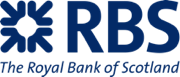 RBS
The Royal Bank of Scotland